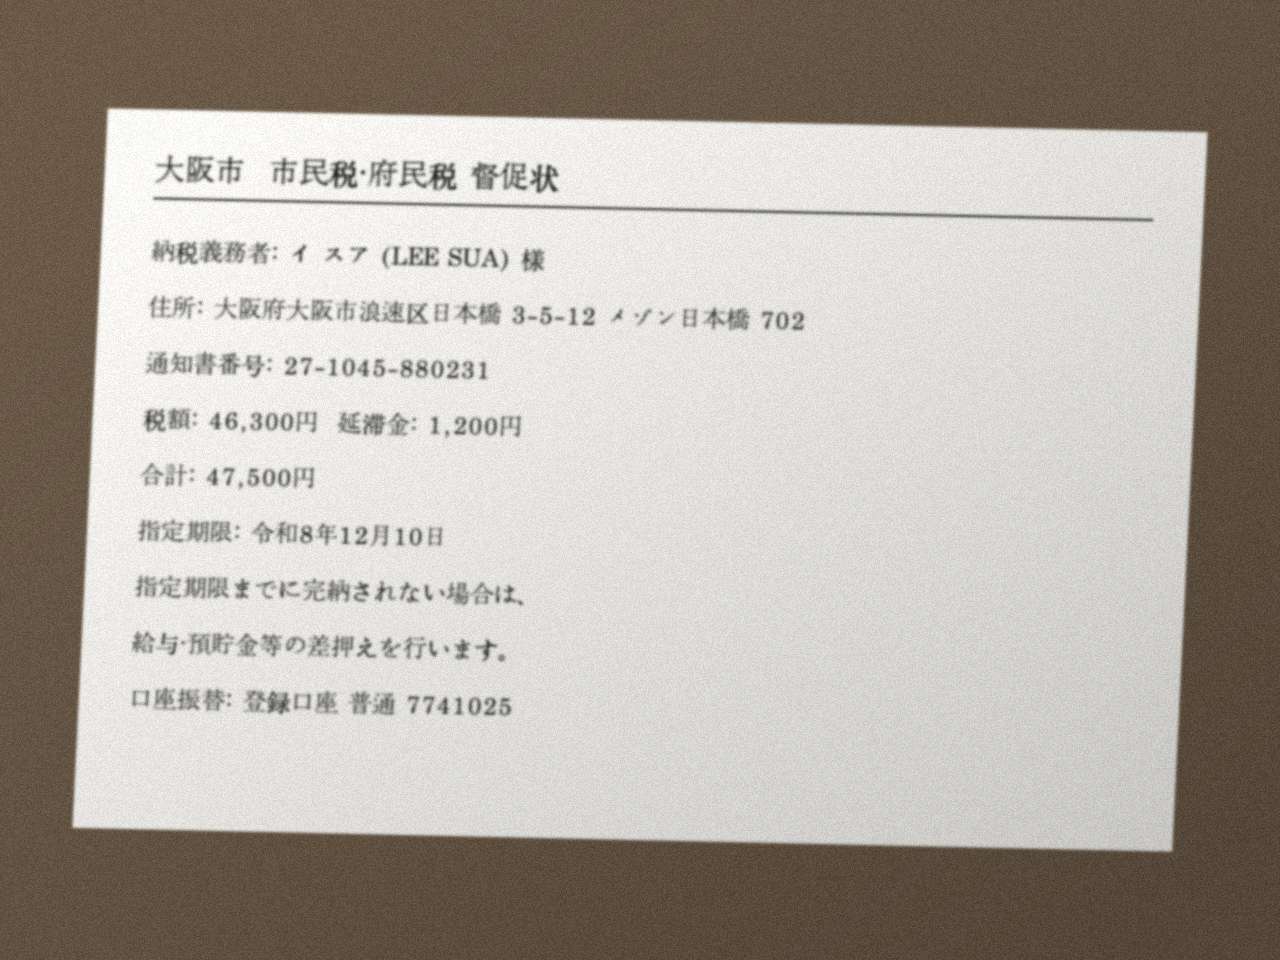 大阪市 市民税·府民税 督促状
納税義務者: イ スア (LEE SUA) 様
住所: 大阪府大阪市浪速区日本橋 3-5-12 メゾン日本橋 702
通知書番号: 27-1045-880231
税額: 46,300円 延滞金: 1,200円
合計: 47,500円
指定期限: 令和8年12月10日
指定期限までに完納されない場合は、
給与·預貯金等の差押えを行います。
口座振替: 登録口座 普通 7741025